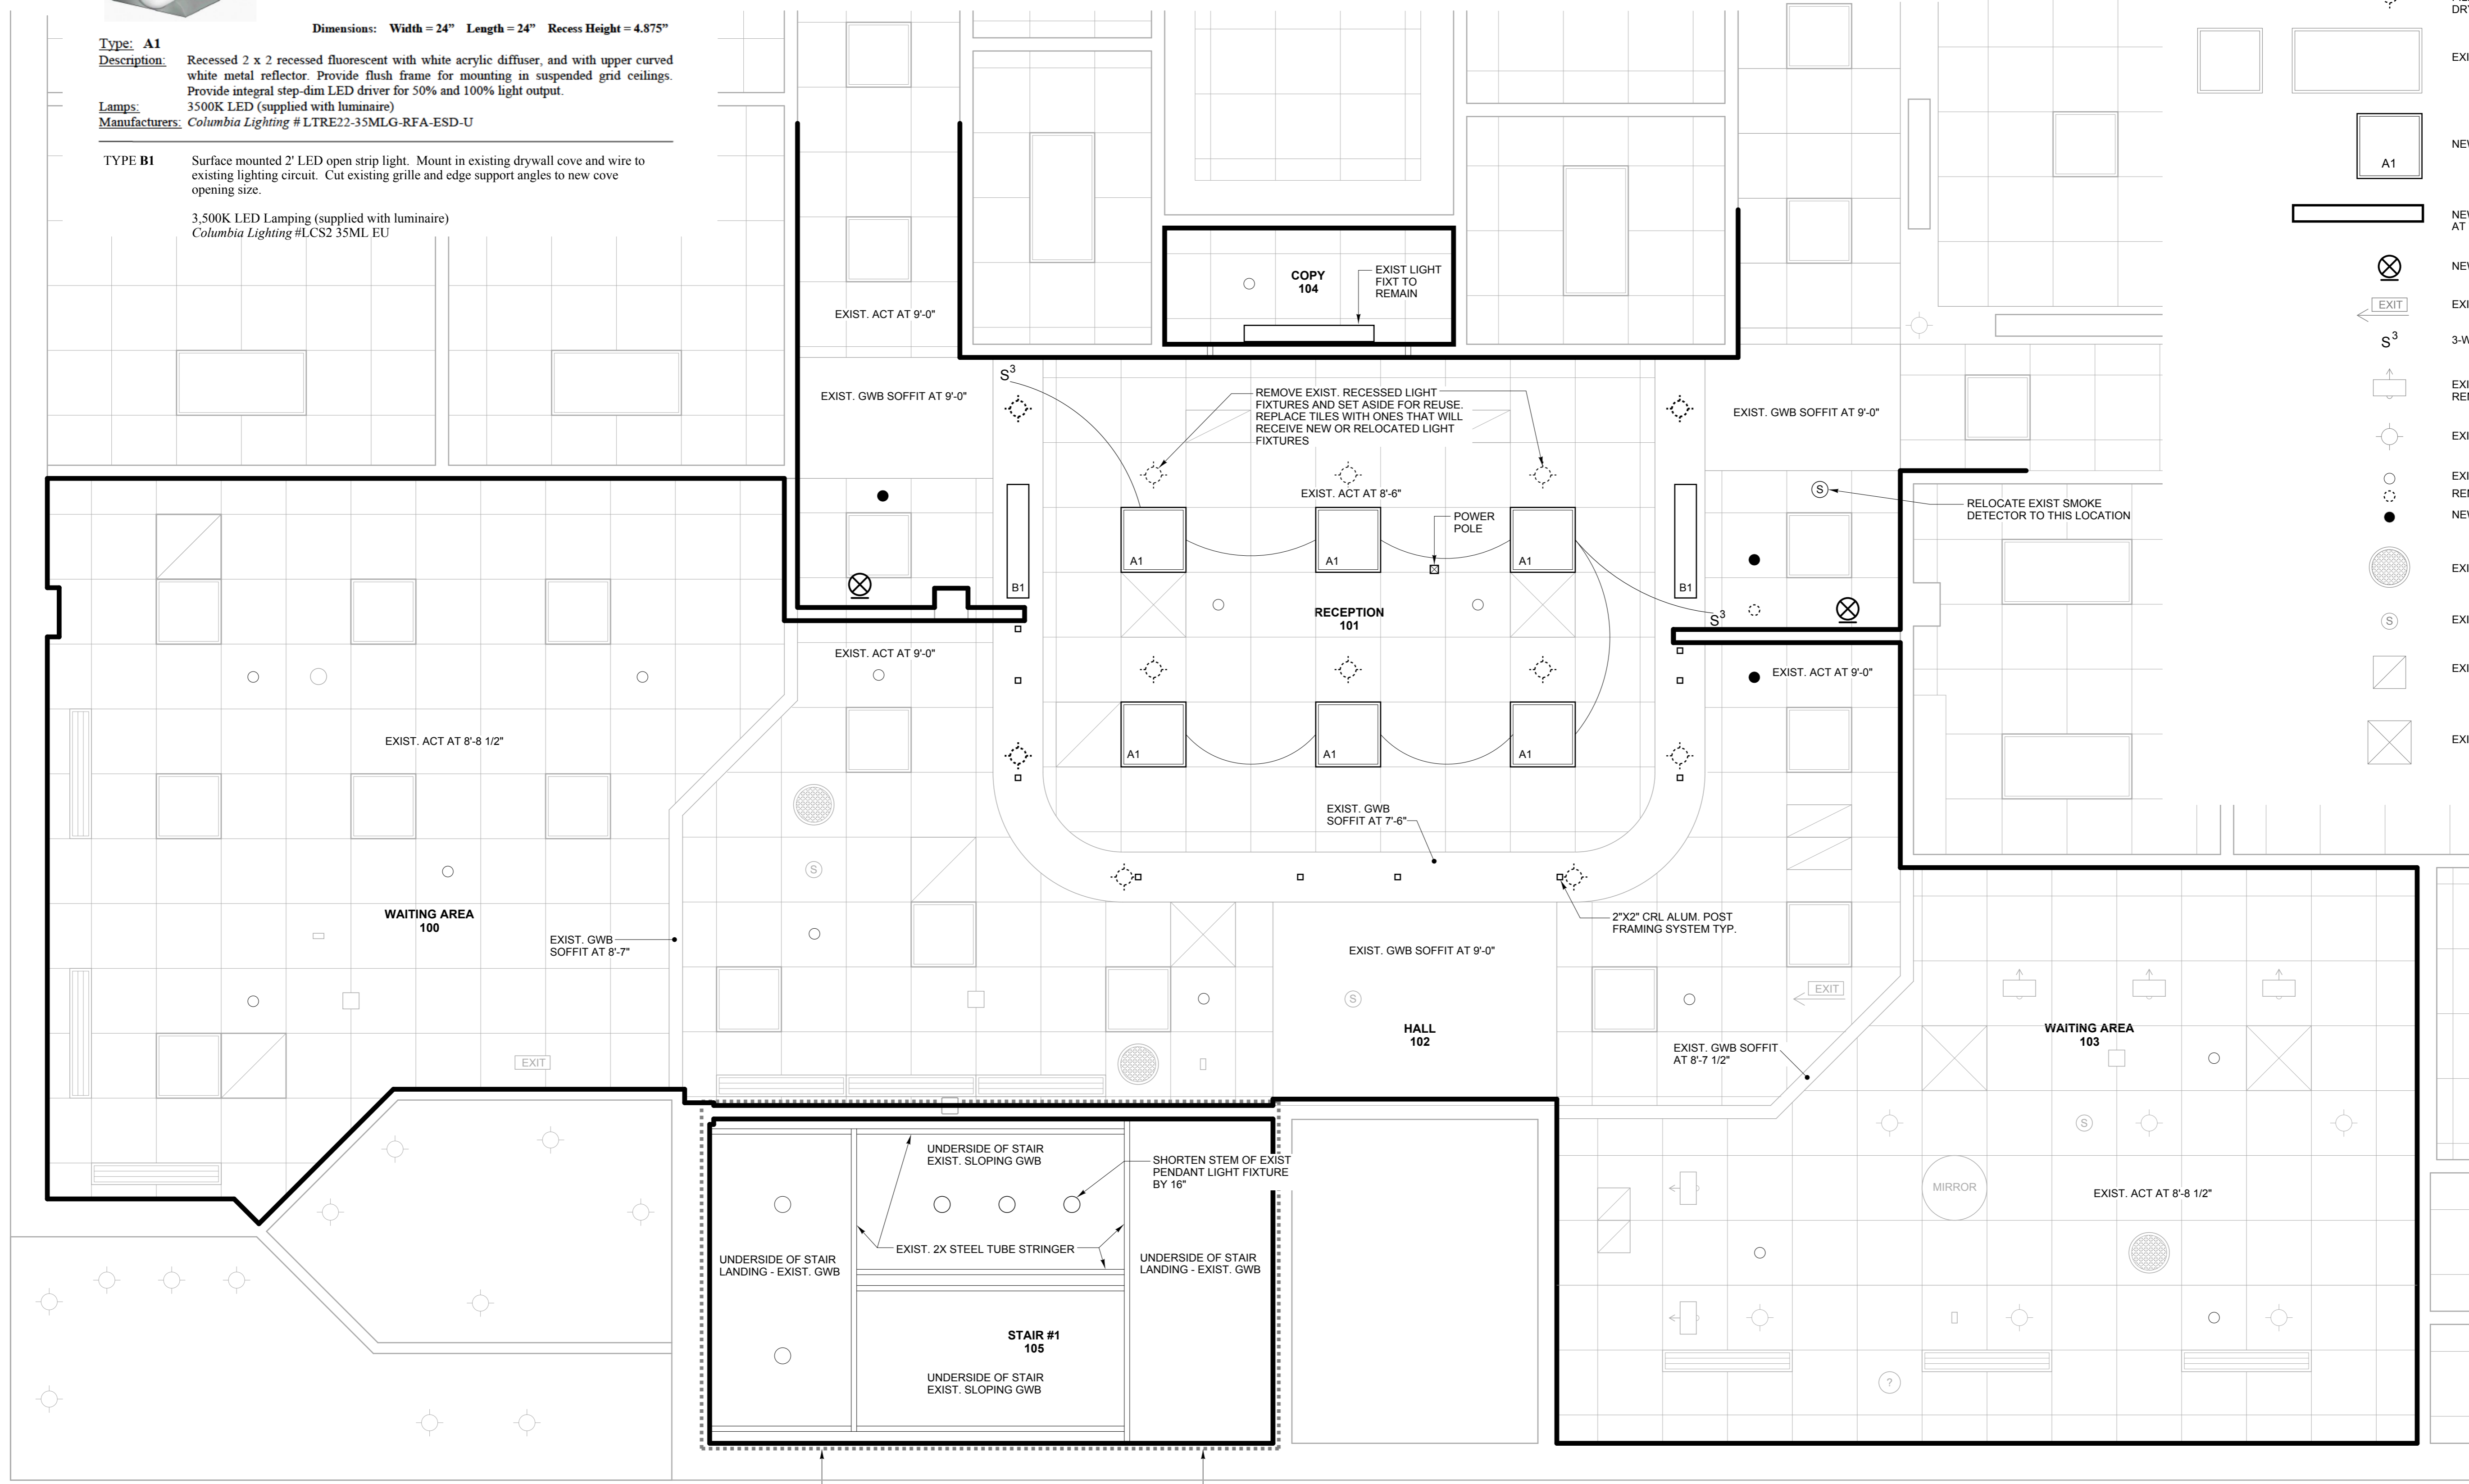 Dimensions: Width = 24” Length = 24” Recess Height = 4.875”
Type: A1
Description: Recessed 2 x 2 recessed fluorescent with white acrylic diffuser, and with upper curved
white metal reflector. Provide flush frame for mounting in suspended grid ceilings.
Provide integral step-dim LED driver for 50% and 100% light output.
Lamps: 3500K LED (supplied with luminaire)
Manufacturers: Columbia Lighting # LTRE22-35MLG-RFA-ESD-U
TYPE B1 Surface mounted 2' LED open strip light. Mount in existing drywall cove and wire to
existing lighting circuit. Cut existing grille and edge support angles to new cove
opening size.
3,500K LED Lamping (supplied with luminaire)
Columbia Lighting #LCS2 35ML EU
EXIST. ACT AT 9'-0"
COPY
104
EXIST LIGHT
FIXT TO
REMAIN
EXIST. GWB SOFFIT AT 9'-0"
S3
REMOVE EXIST. RECESSED LIGHT
FIXTURES AND SET ASIDE FOR REUSE.
REPLACE TILES WITH ONES THAT WILL
RECEIVE NEW OR RELOCATED LIGHT
FIXTURES
EXIST. GWB SOFFIT AT 9'-0"
EXIST. ACT AT 8'-6"
POWER
POLE
S
RELOCATE EXIST SMOKE
DETECTOR TO THIS LOCATION
A1
A1
A1
B1
B1
RECEPTION
101
S3
EXIST. ACT AT 9'-0"
EXIST. ACT AT 9'-0"
EXIST. ACT AT 8'-8 1/2"
A1
A1
A1
EXIST. GWB
SOFFIT AT 7'-6"
S
WAITING AREA
100
EXIST. GWB
SOFFIT AT 8'-7"
2"X2" CRL ALUM. POST
FRAMING SYSTEM TYP.
EXIST. GWB SOFFIT AT 9'-0"
S
EXIT
HALL
102
EXIST. GWB SOFFIT
AT 8'-7 1/2"
WAITING AREA
103
EXIT
S
UNDERSIDE OF STAIR
EXIST. SLOPING GWB
SHORTEN STEM OF EXIST
PENDANT LIGHT FIXTURE
BY 16"
MIRROR
EXIST. ACT AT 8'-8 1/2"
EXIST. 2X STEEL TUBE STRINGER
UNDERSIDE OF STAIR
LANDING - EXIST. GWB
UNDERSIDE OF STAIR
LANDING - EXIST. GWB
STAIR #1
105
UNDERSIDE OF STAIR
EXIST. SLOPING GWB
?
A1
EXIT
S3
S